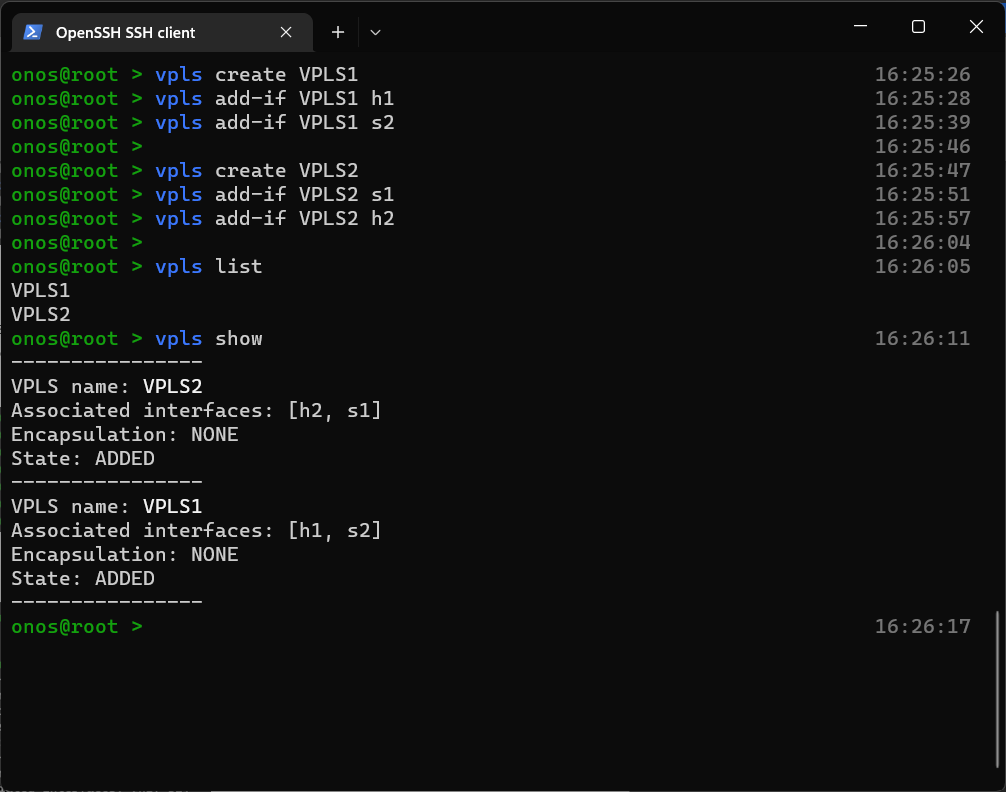 OpenSSH SSH client
onos@root > vpls create VPLS1 16:25:26
onos@root > vpls add-if VPLS1 h1 16:25:28
onos@root > vpls add-if VPLS1 s2 16:25:39
onos@root > 16:25:46
onos@root > vpls create VPLS2 16:25:47
onos@root > vpls add-if VPLS2 s1 16:25:51
onos@root > vpls add-if VPLS2 h2 16:25:57
onos@root > 16:26:04
onos@root > vpls list 16:26:05
VPLS1
VPLS2
onos@root > vpls show 16:26:11
----------------
VPLS name: VPLS2
Associated interfaces: [h2, s1]
Encapsulation: NONE
State: ADDED
----------------
VPLS name: VPLS1
Associated interfaces: [h1, s2]
Encapsulation: NONE
State: ADDED
----------------
onos@root > 16:26:17